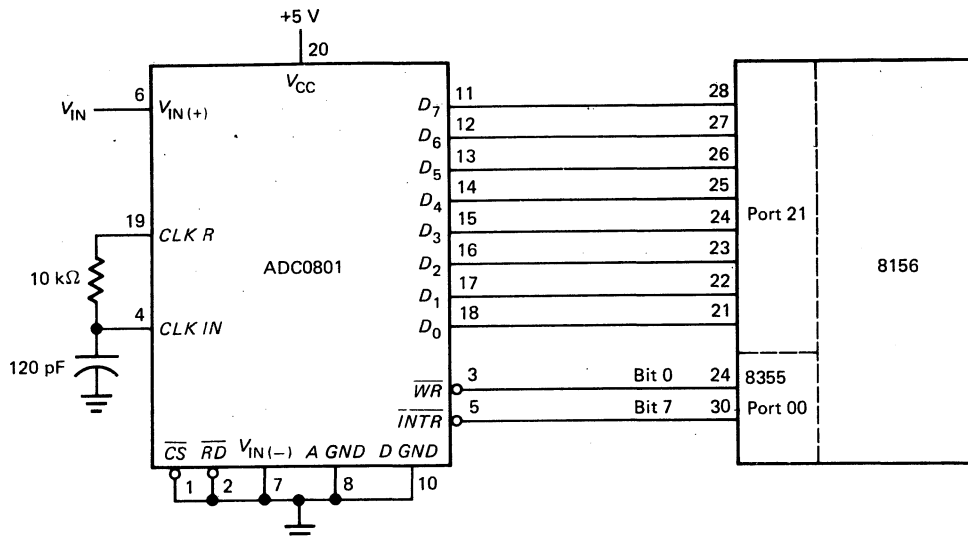 +5 V
20
V_CC
6
V_IN
V_IN(+)
19
CLK R
10 kΩ
4
CLK IN
120 pF
ADC0801
D_7
11
28
D_6
12
27
D_5
13
26
D_4
14
25
D_3
15
24
D_2
16
23
D_1
17
22
D_0
18
21
Port 21
8156
WR
3
Bit 0
24
8355
INTR
5
Bit 7
30
Port 00
CS
RD
V_IN(−)
A GND
D GND
1
2
7
8
10